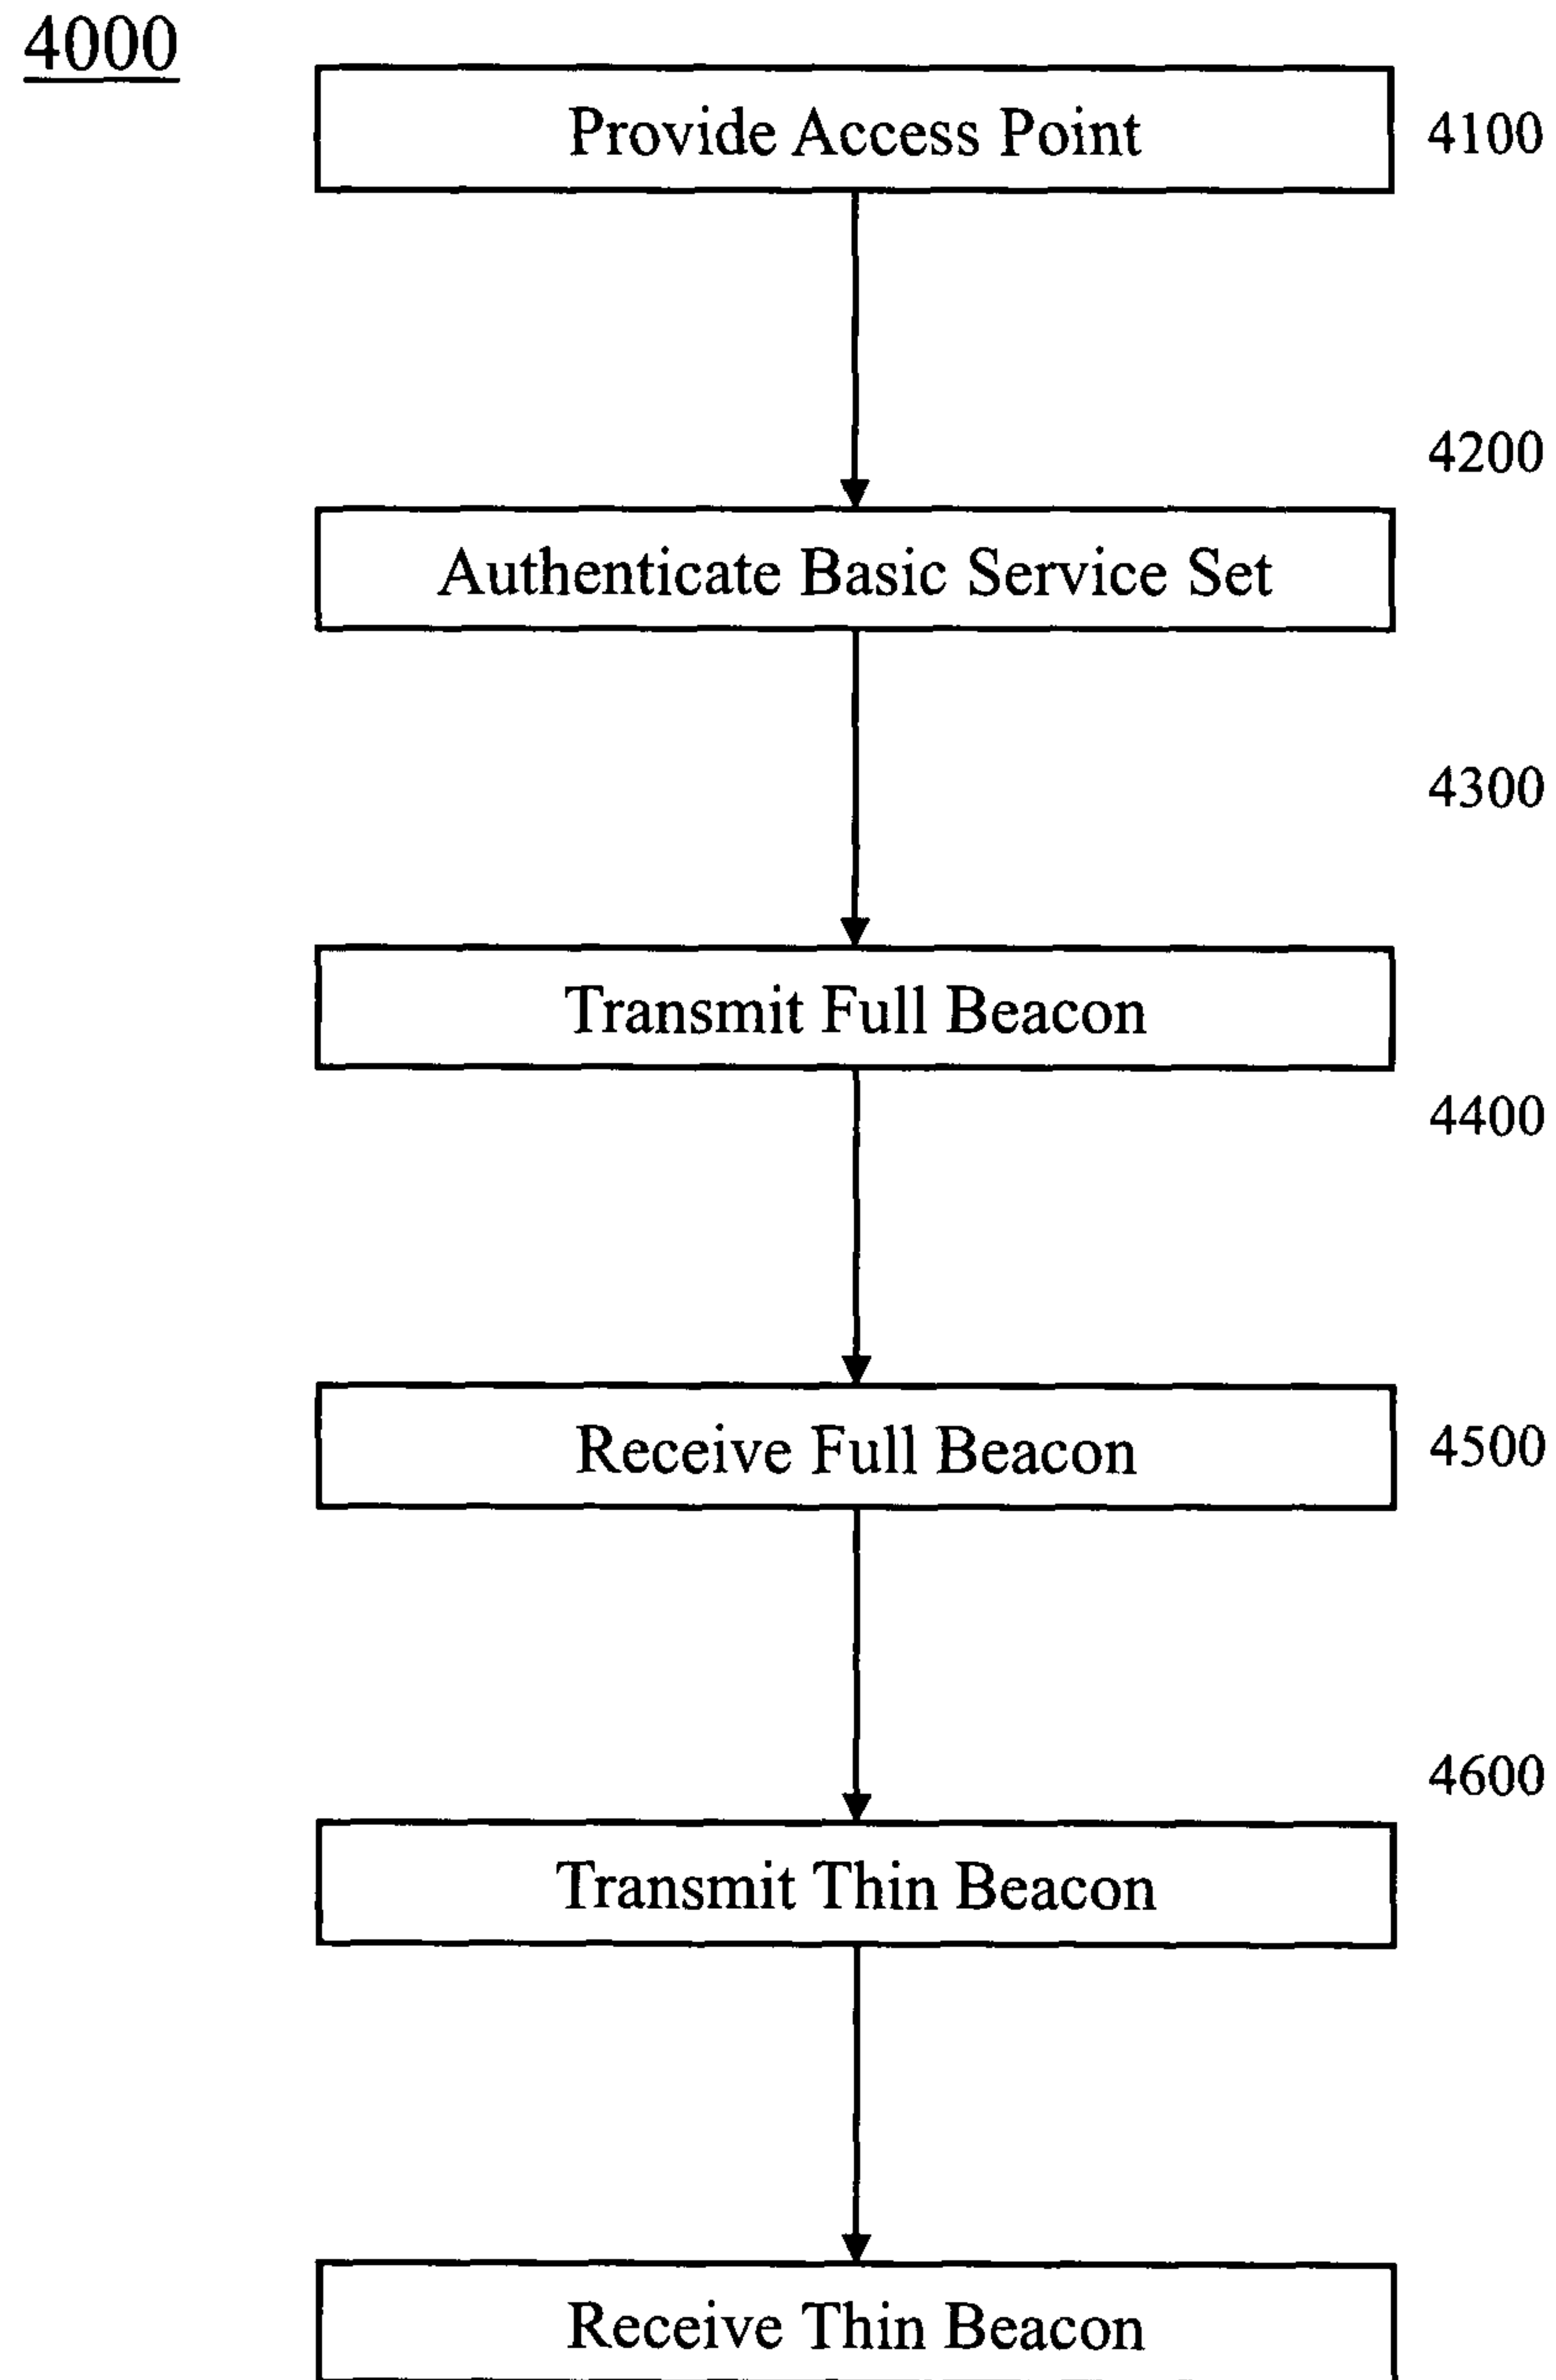 4000
Provide Access Point 4100
4200
Authenticate Basic Service Set
4300
Transmit Full Beacon
4400
Receive Full Beacon 4500
4600
Transmit Thin Beacon
Receive Thin Beacon